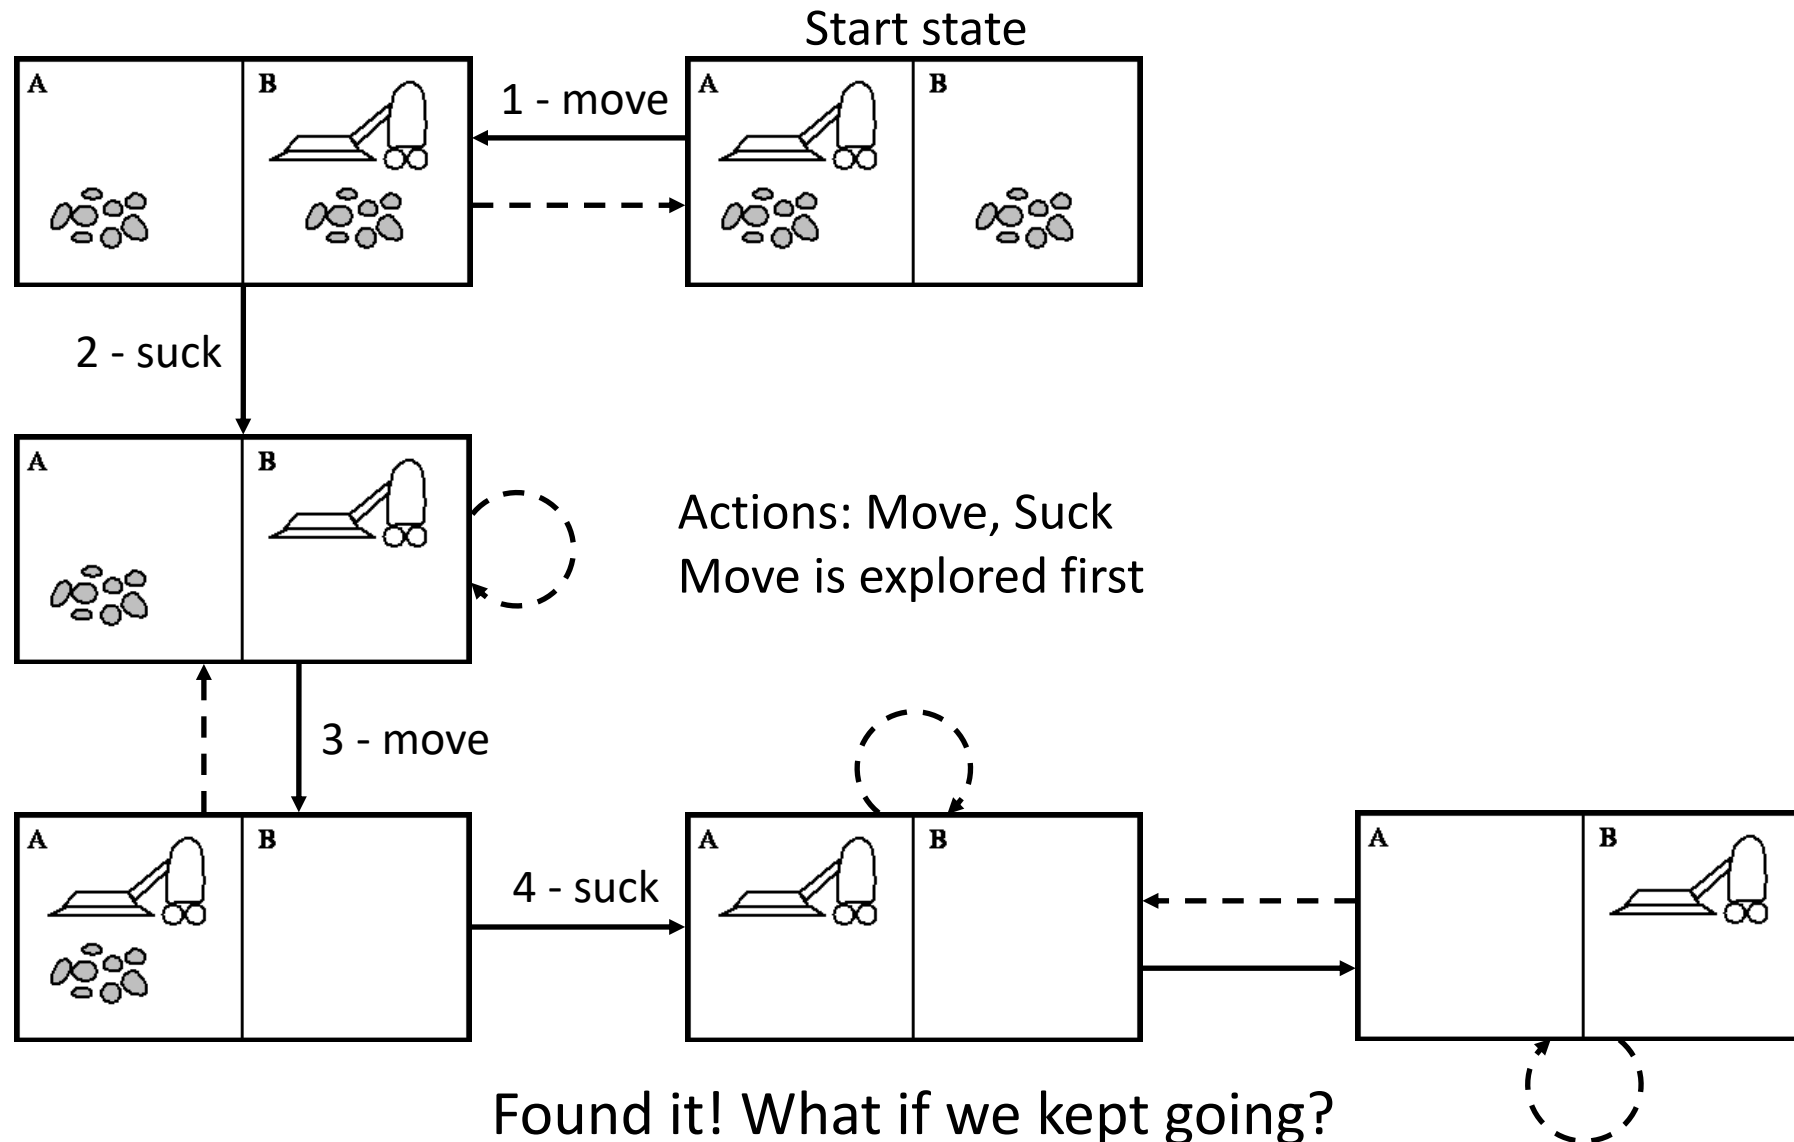 Start state
A
B
1 - move
A
B
2 - suck
A
B
Actions: Move, Suck
Move is explored first
3 - move
A
B
4 - suck
A
B
A
B
Found it! What if we kept going?